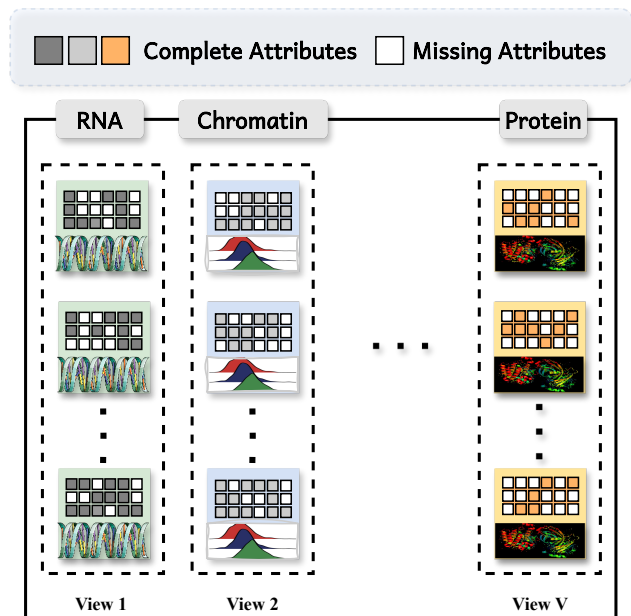 Complete Attributes Missing Attributes
RNA Chromatin Protein
View 1 View 2 View V